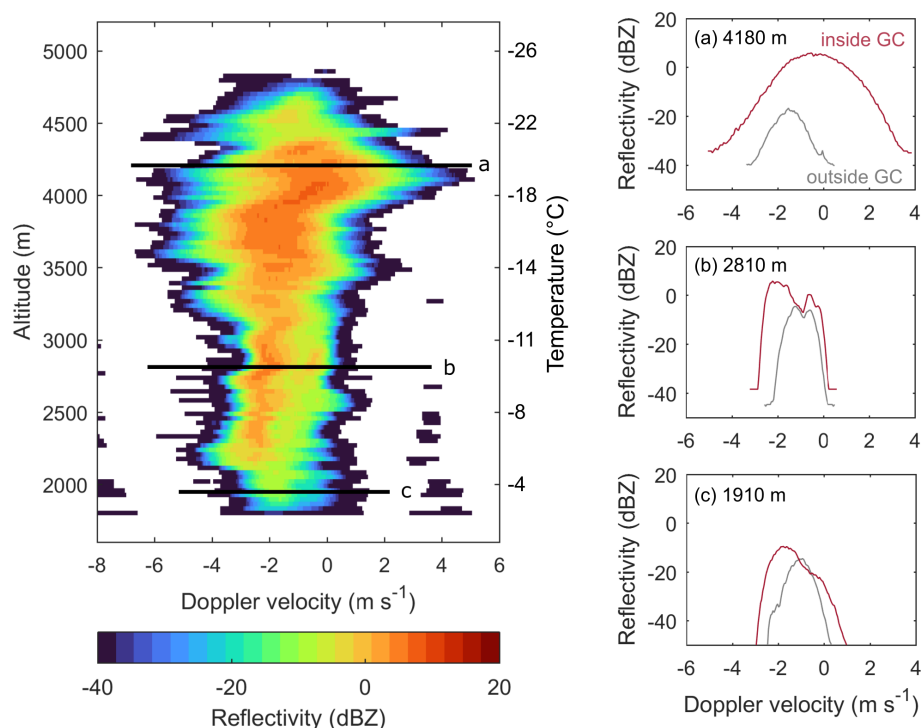 5000
4500
4000
3500
3000
2500
2000
Altitude (m)
-8 -6 -4 -2 0 2 4 6
Doppler velocity (m s⁻¹)
-26
-22
-18
-14
-11
-8
-4
Temperature (°C)
a
b
c
-40 -20 0 20
Reflectivity (dBZ)
(a) 4180 m
inside GC
outside GC
20
0
-20
-40
Reflectivity (dBZ)
-6 -4 -2 0 2 4
(b) 2810 m
20
0
-20
-40
Reflectivity (dBZ)
-6 -4 -2 0 2 4
(c) 1910 m
20
0
-20
-40
Reflectivity (dBZ)
-6 -4 -2 0 2 4
Doppler velocity (m s⁻¹)